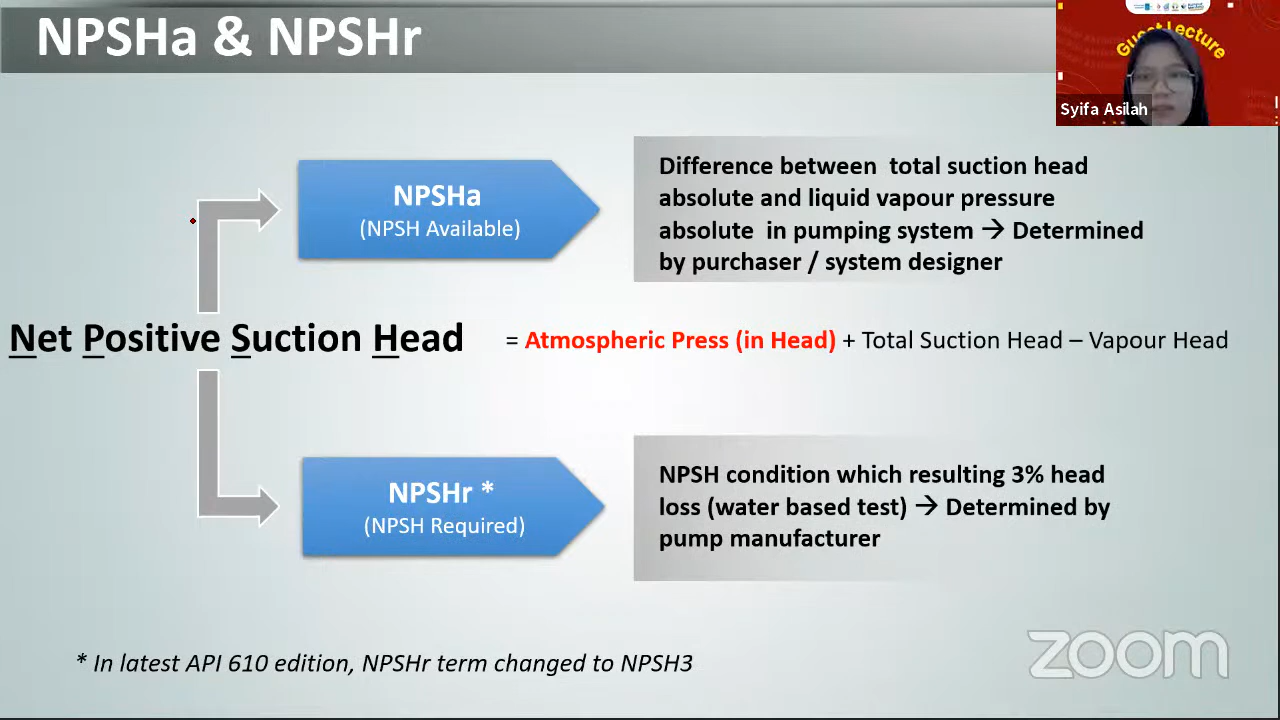 NPSHa & NPSHr
Guest Lecture
Syifa Asilah
NPSHa
(NPSH Available)
Difference between total suction head
absolute and liquid vapour pressure
absolute in pumping system → Determined
by purchaser / system designer
Net Positive Suction Head
= Atmospheric Press (in Head) + Total Suction Head – Vapour Head
NPSHr *
(NPSH Required)
NPSH condition which resulting 3% head
loss (water based test) → Determined by
pump manufacturer
* In latest API 610 edition, NPSHr term changed to NPSH3
zoom